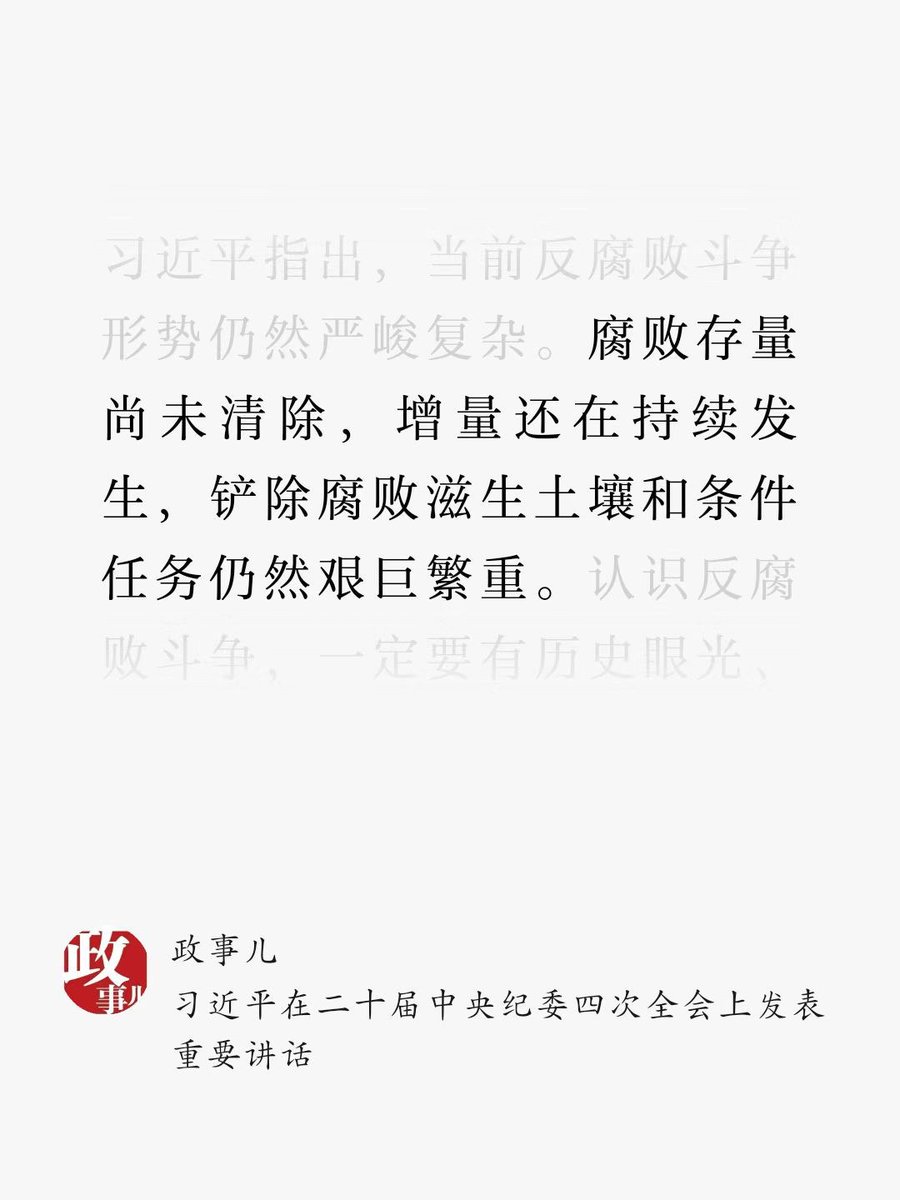 习近平指出，当前反腐败斗争
形势仍然严峻复杂。腐败存量
尚未清除，增量还在持续发
生，铲除腐败滋生土壤和条件
任务仍然艰巨繁重。认识反腐
败斗争，一定要有历史眼光、
政事儿
政事儿
习近平在二十届中央纪委四次全会上发表
重要讲话